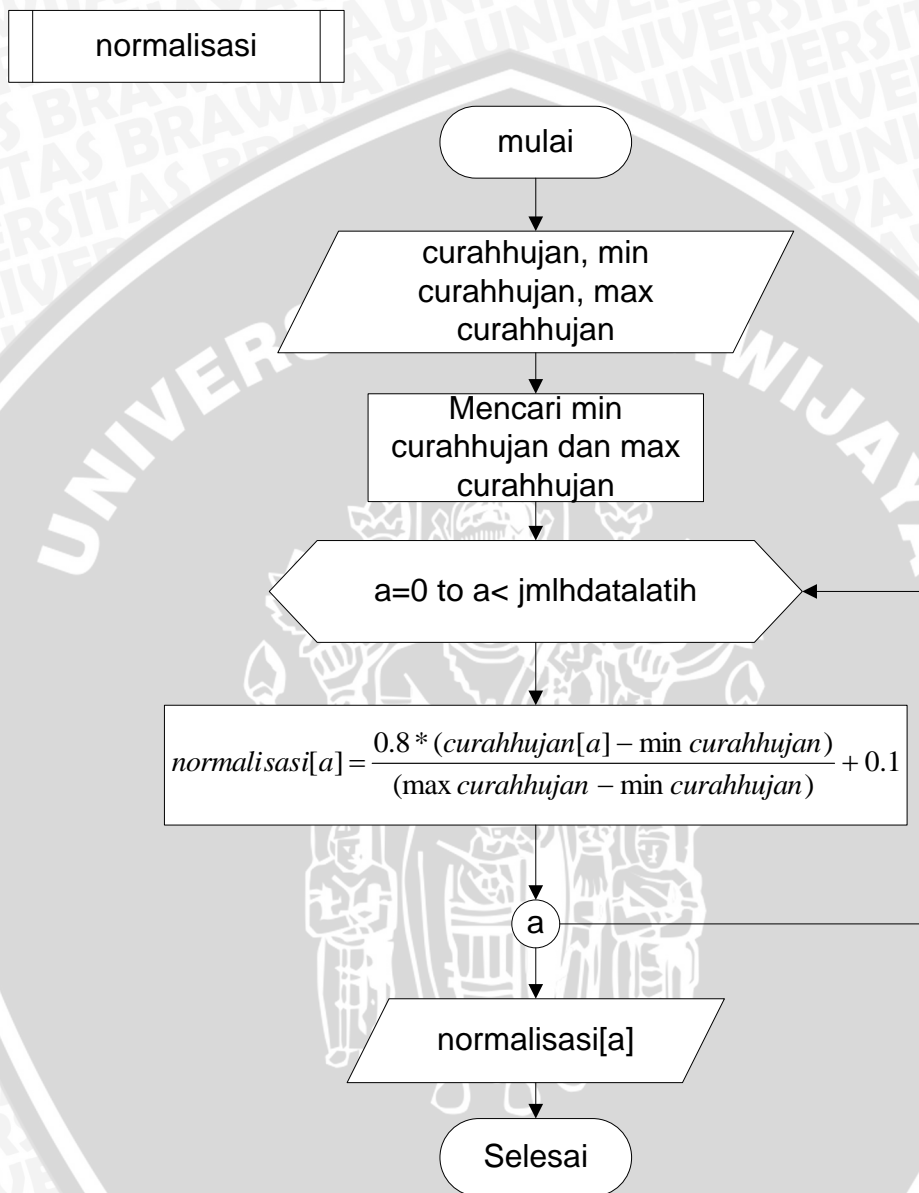 normalisasi
mulai
curahhujan, min
curahhujan, max
curahhujan
Mencari min
curahhujan dan max
curahhujan
a=0 to a< jmlhdatalatih
normalisasi[a] = 0.8 * (curahhujan[a] − min curahhujan) / (max curahhujan − min curahhujan) + 0.1
a
normalisasi[a]
Selesai